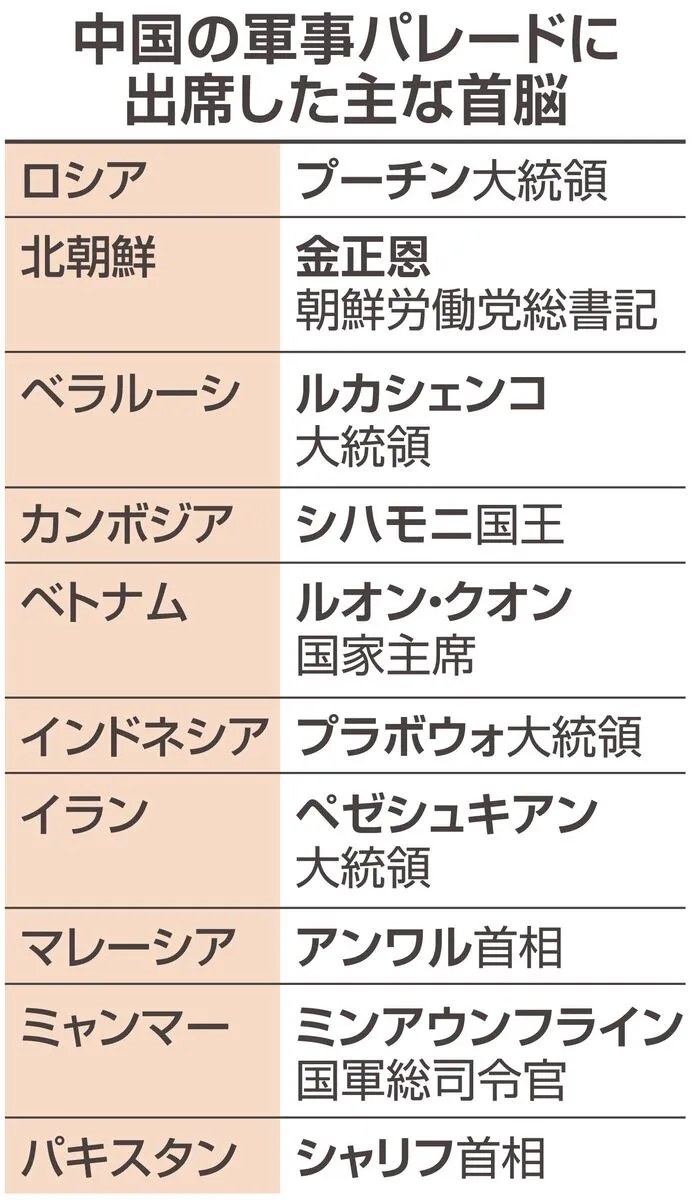 中国の軍事パレードに
出席した主な首脳
ロシア プーチン大統領
北朝鮮 金正恩
朝鮮労働党総書記
ベラルーシ ルカシェンコ
大統領
カンボジア シハモニ国王
ベトナム ルオン・クオン
国家主席
インドネシア プラボウォ大統領
イラン ペゼシュキアン
大統領
マレーシア アンワル首相
ミャンマー ミンアウンフライン
国軍総司令官
パキスタン シャリフ首相